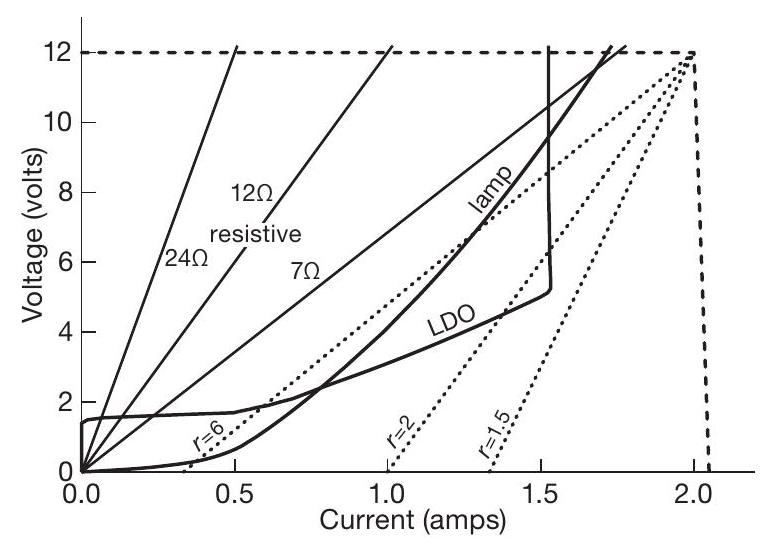 12
10
8
6
4
2
0
Voltage (volts)
24Ω
12Ω
resistive
7Ω
lamp
LDO
r=6
r=2
r=1.5
0.0
0.5
1.0
1.5
2.0
Current (amps)